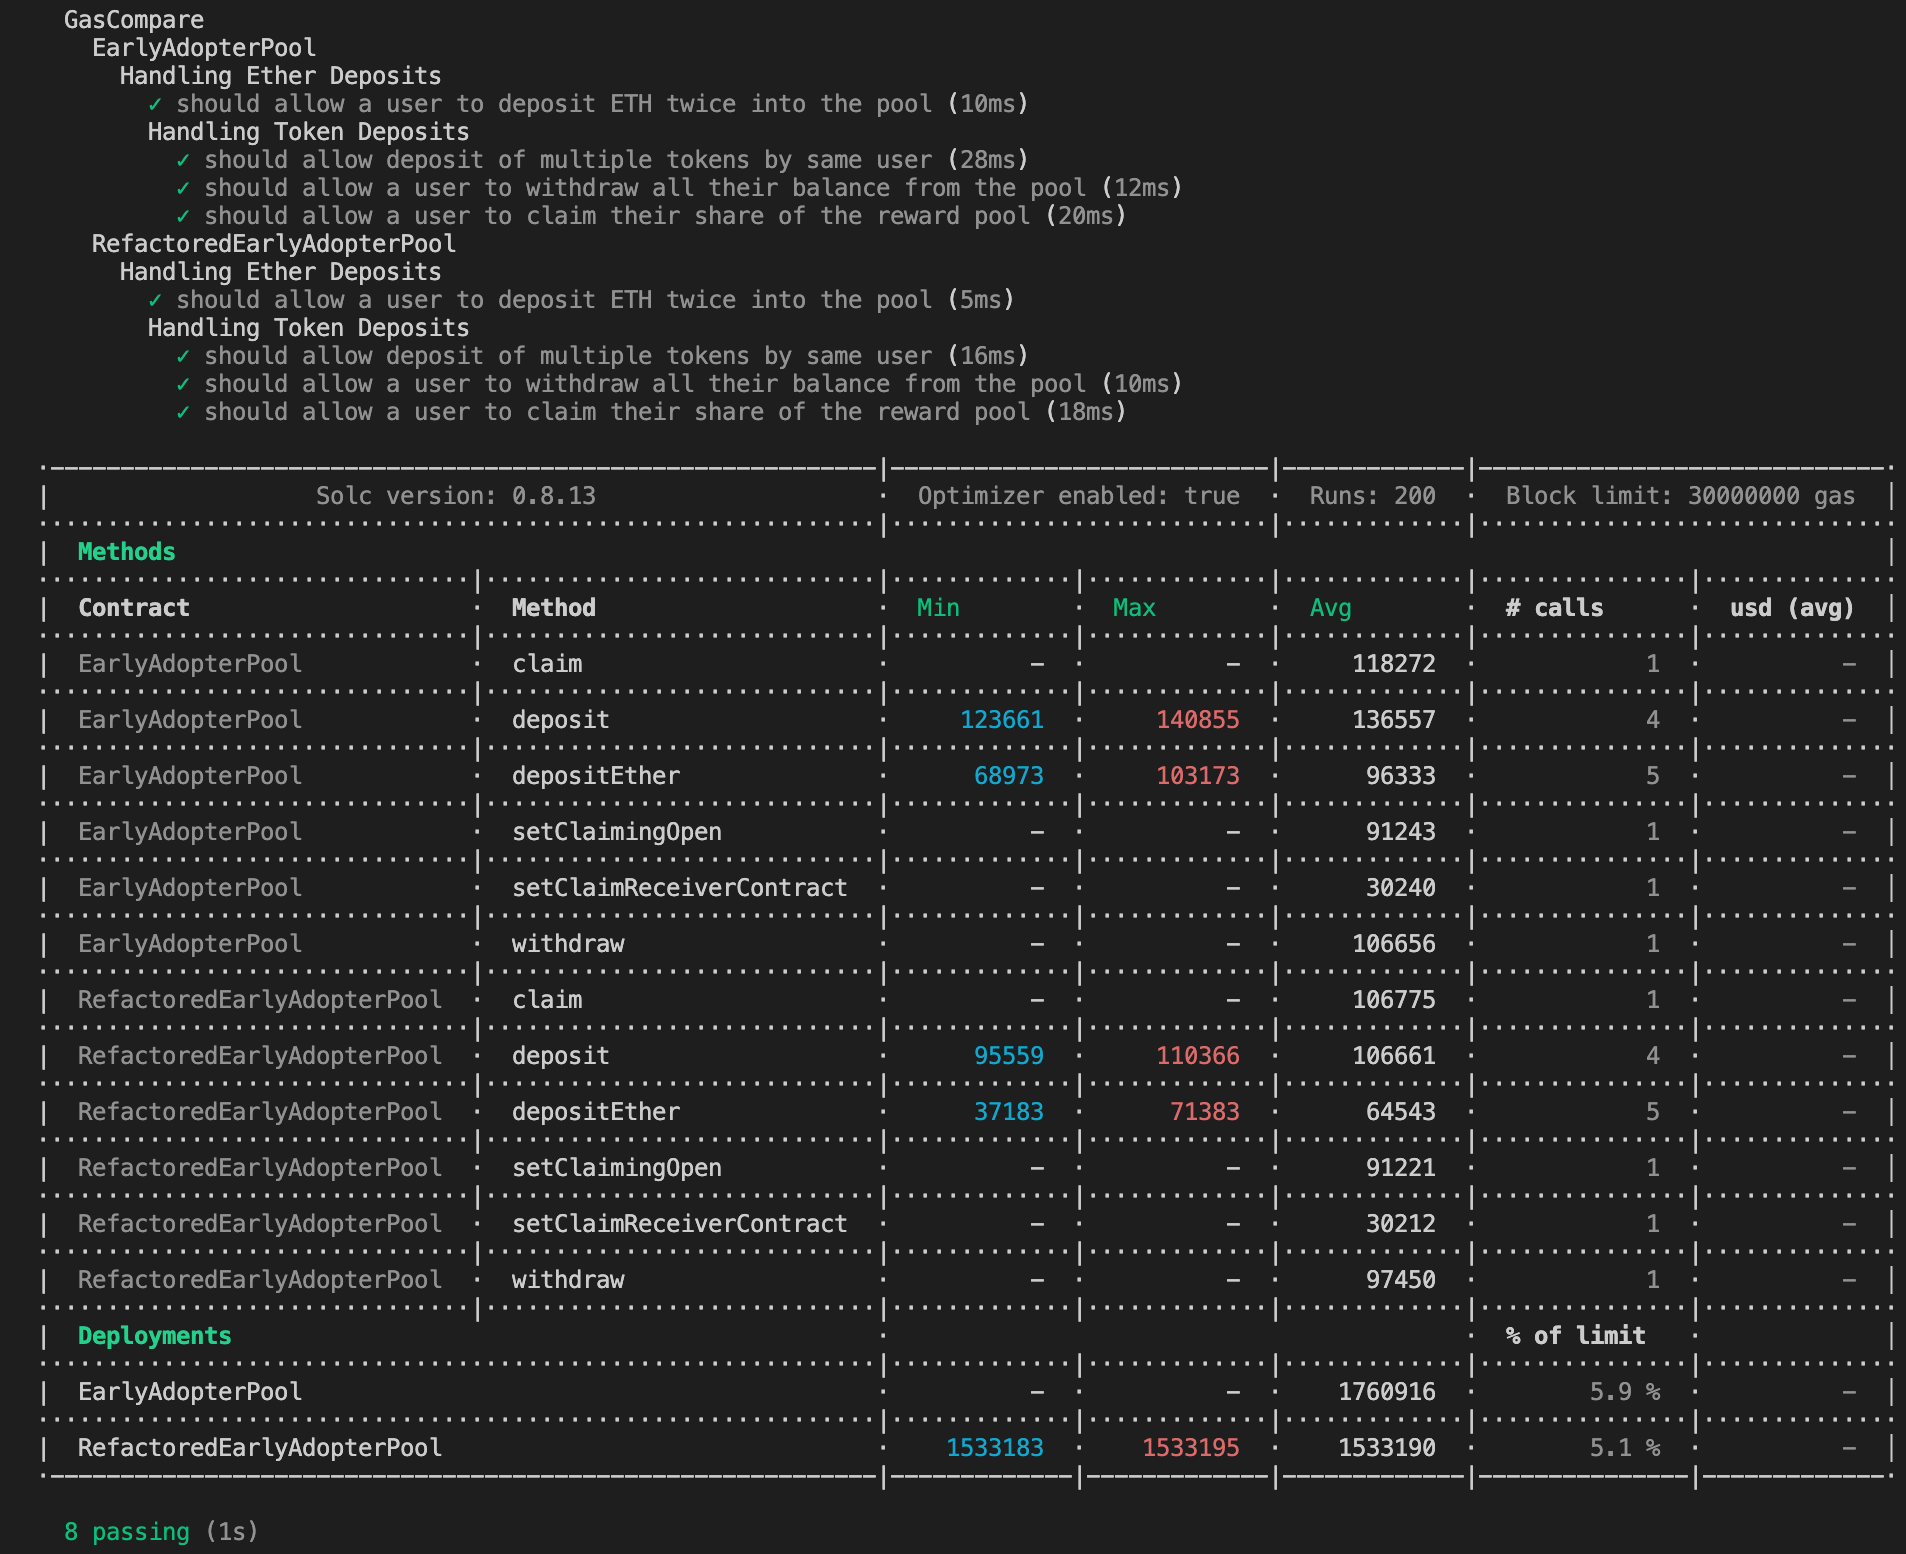 GasCompare
EarlyAdopterPool
Handling Ether Deposits
✓ should allow a user to deposit ETH twice into the pool (10ms)
Handling Token Deposits
✓ should allow deposit of multiple tokens by same user (28ms)
✓ should allow a user to withdraw all their balance from the pool (12ms)
✓ should allow a user to claim their share of the reward pool (20ms)
RefactoredEarlyAdopterPool
Handling Ether Deposits
✓ should allow a user to deposit ETH twice into the pool (5ms)
Handling Token Deposits
✓ should allow deposit of multiple tokens by same user (16ms)
✓ should allow a user to withdraw all their balance from the pool (10ms)
✓ should allow a user to claim their share of the reward pool (18ms)
Solc version: 0.8.13 · Optimizer enabled: true · Runs: 200 · Block limit: 30000000 gas
Methods
Contract · Method · Min · Max · Avg · # calls · usd (avg)
EarlyAdopterPool · claim · - · - · 118272 · 1 · -
EarlyAdopterPool · deposit · 123661 · 140855 · 136557 · 4 · -
EarlyAdopterPool · depositEther · 68973 · 103173 · 96333 · 5 · -
EarlyAdopterPool · setClaimingOpen · - · - · 91243 · 1 · -
EarlyAdopterPool · setClaimReceiverContract · - · - · 30240 · 1 · -
EarlyAdopterPool · withdraw · - · - · 106656 · 1 · -
RefactoredEarlyAdopterPool · claim · - · - · 106775 · 1 · -
RefactoredEarlyAdopterPool · deposit · 95559 · 110366 · 106661 · 4 · -
RefactoredEarlyAdopterPool · depositEther · 37183 · 71383 · 64543 · 5 · -
RefactoredEarlyAdopterPool · setClaimingOpen · - · - · 91221 · 1 · -
RefactoredEarlyAdopterPool · setClaimReceiverContract · - · - · 30212 · 1 · -
RefactoredEarlyAdopterPool · withdraw · - · - · 97450 · 1 · -
Deployments · · % of limit ·
EarlyAdopterPool · - · - · 1760916 · 5.9 % · -
RefactoredEarlyAdopterPool · 1533183 · 1533195 · 1533190 · 5.1 % · -
8 passing (1s)